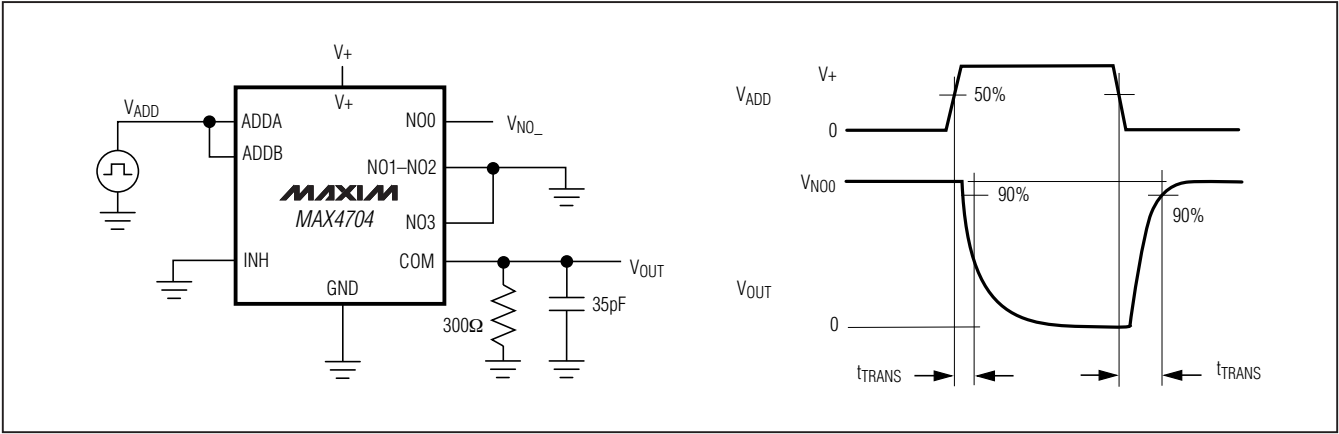 V+
V+
VADD
ADDA
ADDB
NO0
VNO_
NO1–NO2
MAXIM
MAX4704
NO3
INH
COM
VOUT
GND
300Ω
35pF
V+
VADD
50%
0
VNO0
90%
90%
VOUT
0
tTRANS
tTRANS